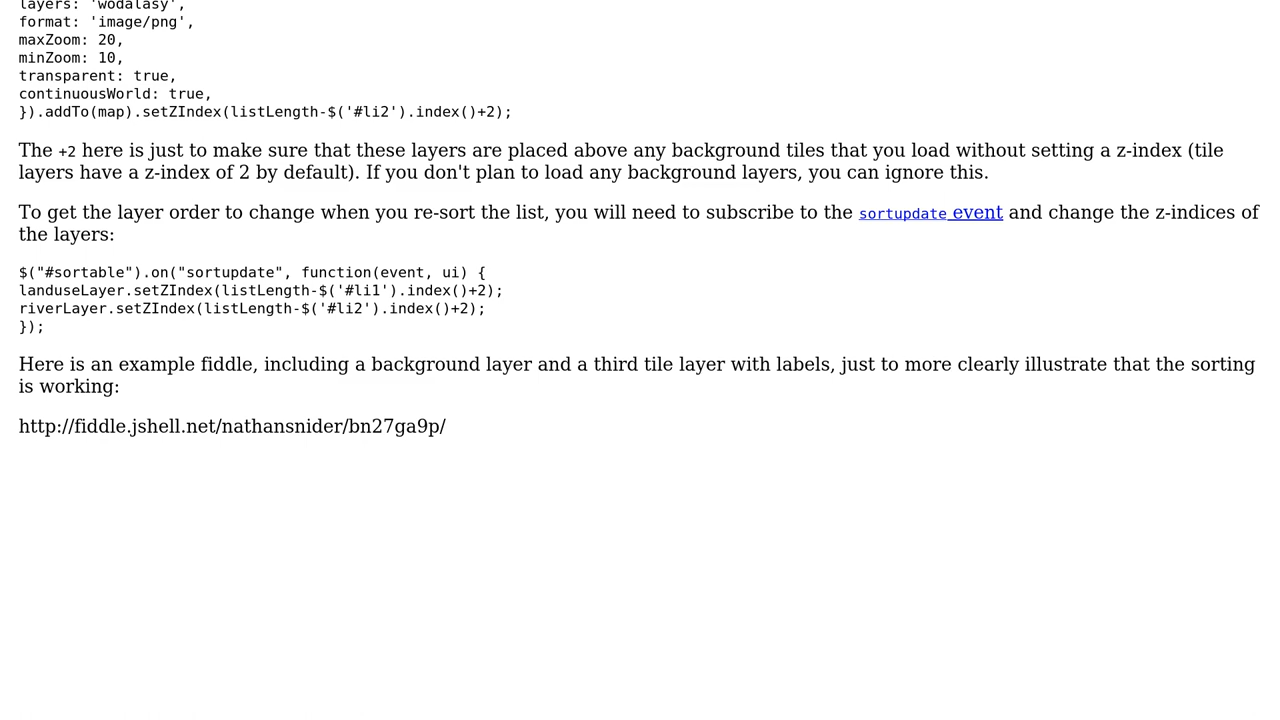 layers: 'wodalasy',
format: 'image/png',
maxZoom: 20,
minZoom: 10,
transparent: true,
continuousWorld: true,
}).addTo(map).setZIndex(listLength-$('#li2').index()+2);
The +2 here is just to make sure that these layers are placed above any background tiles that you load without setting a z-index (tile
layers have a z-index of 2 by default). If you don't plan to load any background layers, you can ignore this.
To get the layer order to change when you re-sort the list, you will need to subscribe to the sortupdate event and change the z-indices of
the layers:
$("#sortable").on("sortupdate", function(event, ui) {
landuseLayer.setZIndex(listLength-$('#li1').index()+2);
riverLayer.setZIndex(listLength-$('#li2').index()+2);
});
Here is an example fiddle, including a background layer and a third tile layer with labels, just to more clearly illustrate that the sorting
is working:
http://fiddle.jshell.net/nathansnider/bn27ga9p/